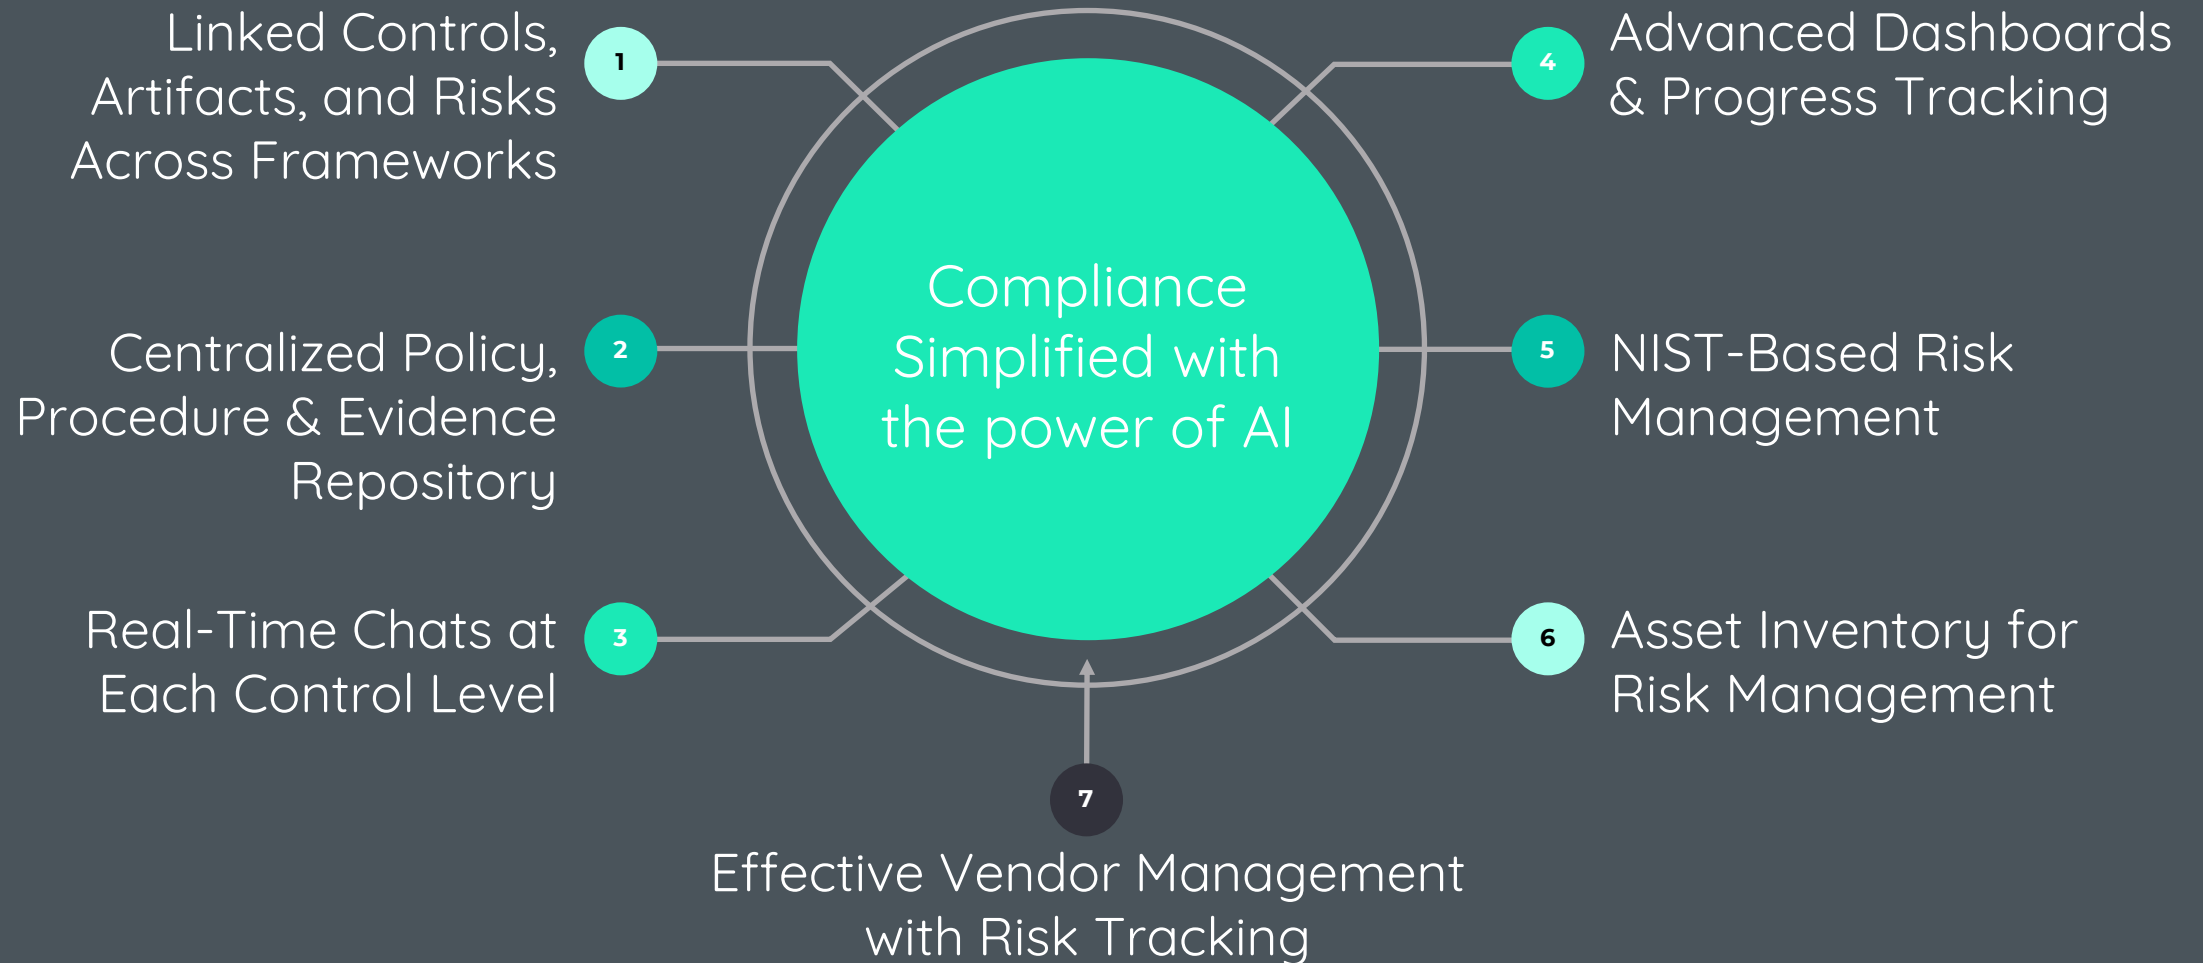 1
Linked Controls,
Artifacts, and Risks
Across Frameworks
2
Centralized Policy,
Procedure & Evidence
Repository
3
Real-Time Chats at
Each Control Level
Compliance
Simplified with
the power of AI
4
Advanced Dashboards
& Progress Tracking
5
NIST-Based Risk
Management
6
Asset Inventory for
Risk Management
7
Effective Vendor Management
with Risk Tracking